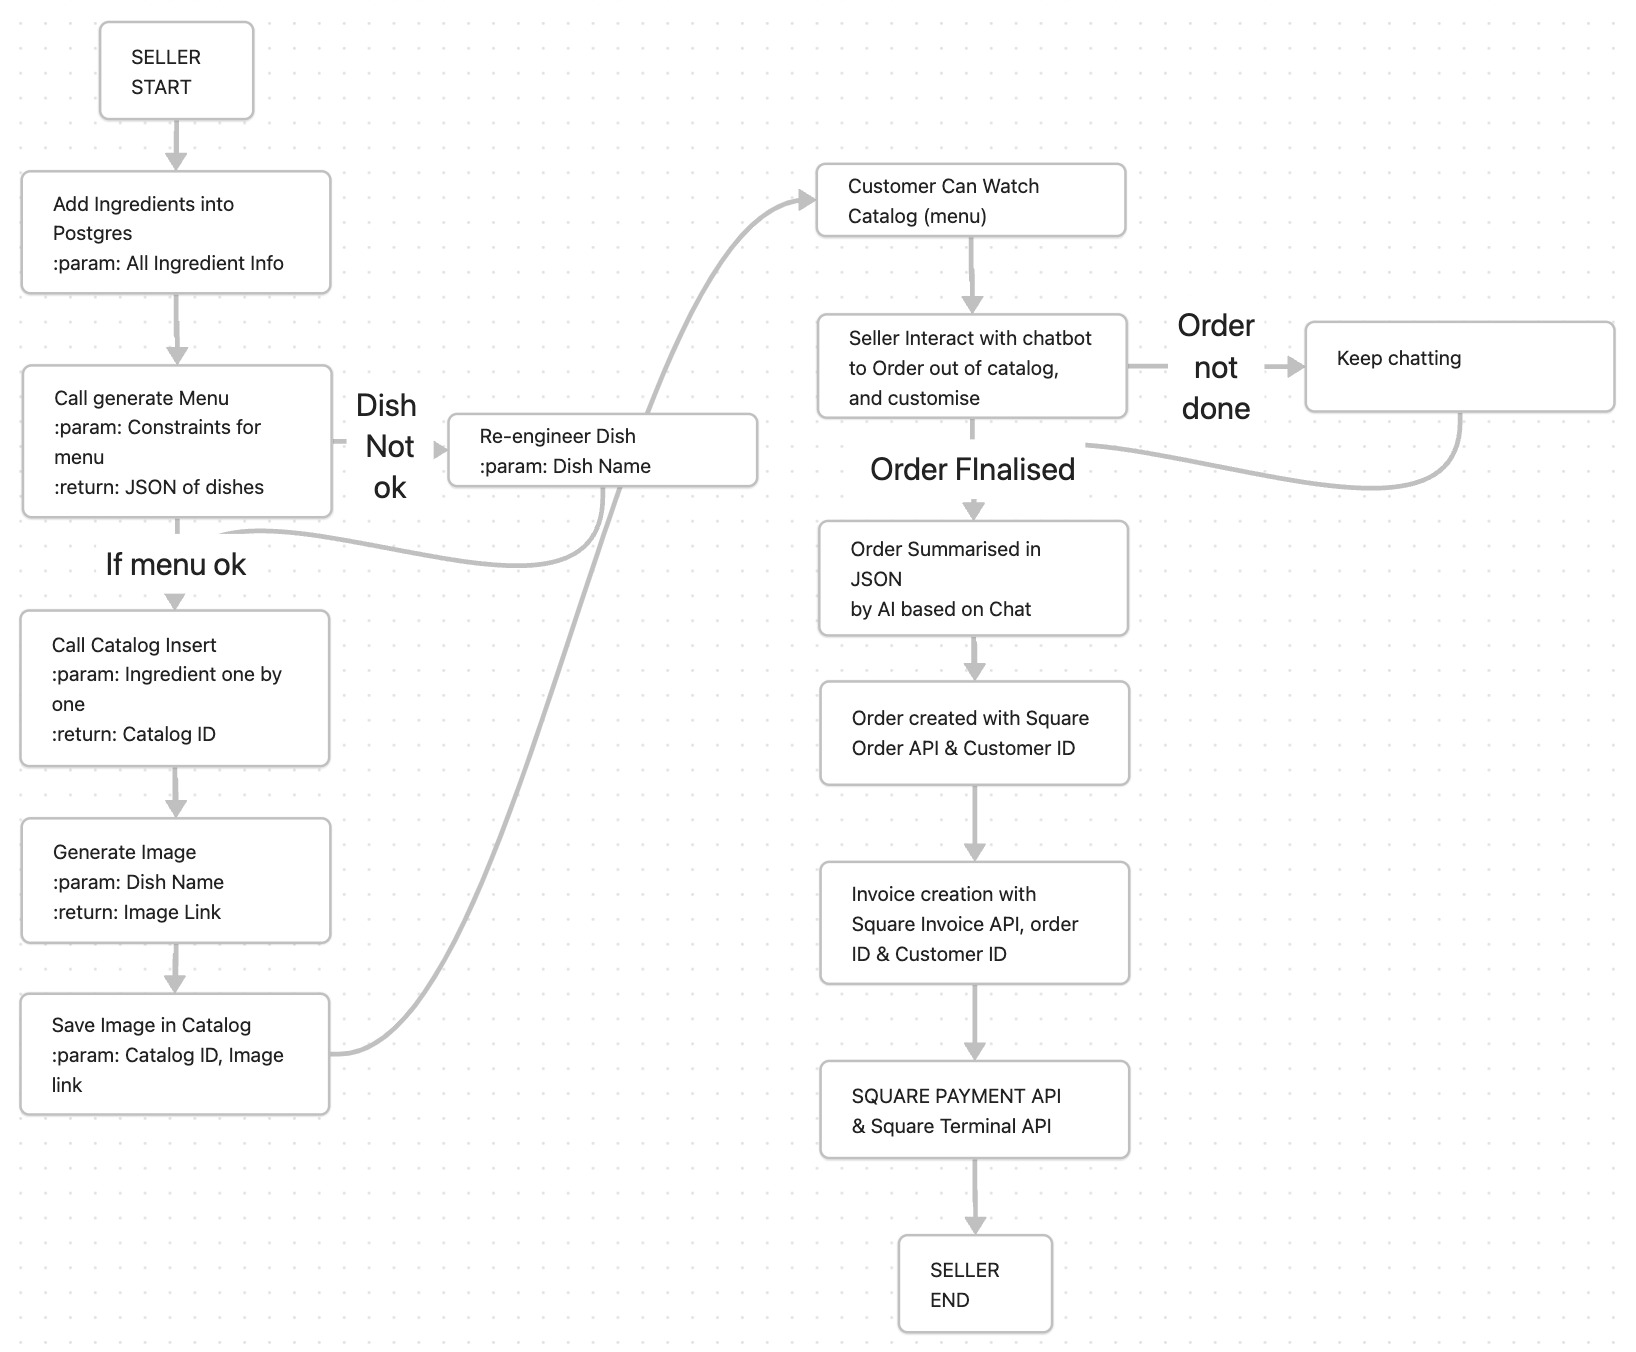 SELLER
START
Add Ingredients into
Postgres
:param: All Ingredient Info
Call generate Menu
:param: Constraints for
menu
:return: JSON of dishes
Dish
Not
ok
Re-engineer Dish
:param: Dish Name
If menu ok
Call Catalog Insert
:param: Ingredient one by
one
:return: Catalog ID
Generate Image
:param: Dish Name
:return: Image Link
Save Image in Catalog
:param: Catalog ID, Image
link
Customer Can Watch
Catalog (menu)
Seller Interact with chatbot
to Order out of catalog,
and customise
Order
not
done
Keep chatting
Order FInalised
Order Summarised in
JSON
by AI based on Chat
Order created with Square
Order API & Customer ID
Invoice creation with
Square Invoice API, order
ID & Customer ID
SQUARE PAYMENT API
& Square Terminal API
SELLER
END